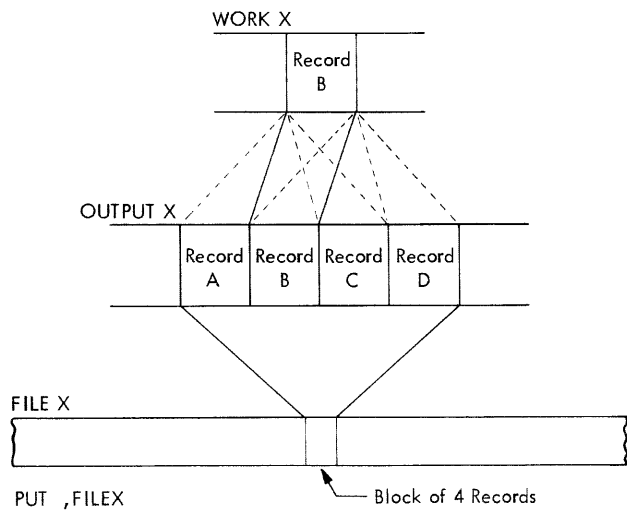 WORK X
Record
B
OUTPUT X
Record
A
Record
B
Record
C
Record
D
FILE X
PUT ,FILEX
Block of 4 Records